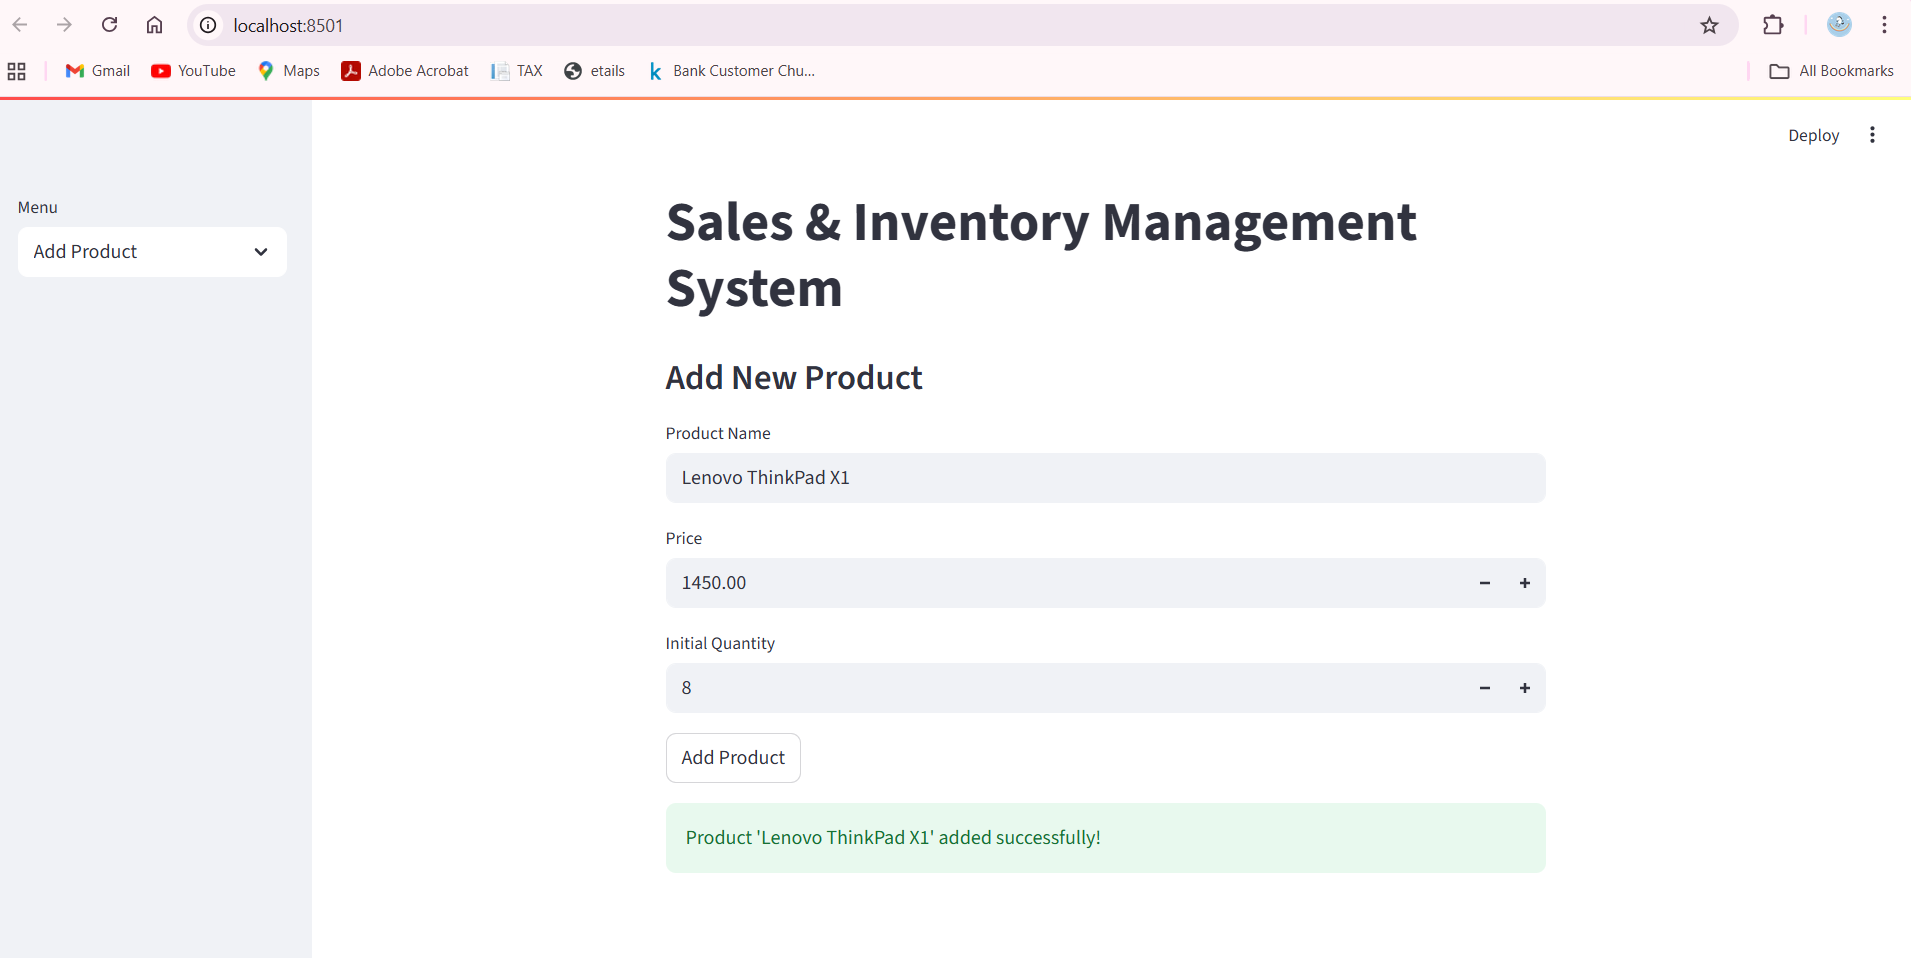 localhost:8501
Gmail
YouTube
Maps
Adobe Acrobat
TAX
etails
Bank Customer Chu...
All Bookmarks
Deploy
Menu
Add Product
Sales & Inventory Management
System
Add New Product
Product Name
Lenovo ThinkPad X1
Price
1450.00
Initial Quantity
8
Add Product
Product 'Lenovo ThinkPad X1' added successfully!